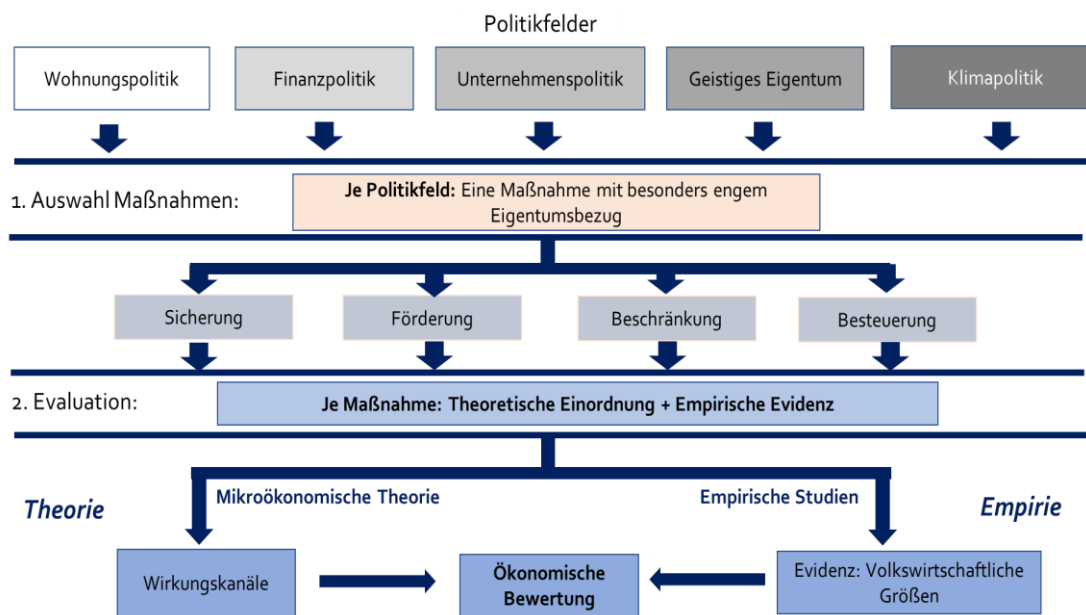 Politikfelder
Wohnungspolitik
Finanzpolitik
Unternehmenspolitik
Geistiges Eigentum
Klimapolitik
1. Auswahl Maßnahmen:
Je Politikfeld: Eine Maßnahme mit besonders engem
Eigentumsbezug
Sicherung
Förderung
Beschränkung
Besteuerung
2. Evaluation:
Je Maßnahme: Theoretische Einordnung + Empirische Evidenz
Mikroökonomische Theorie
Empirische Studien
Theorie
Empirie
Wirkungskanäle
Ökonomische
Bewertung
Evidenz: Volkswirtschaftliche
Größen